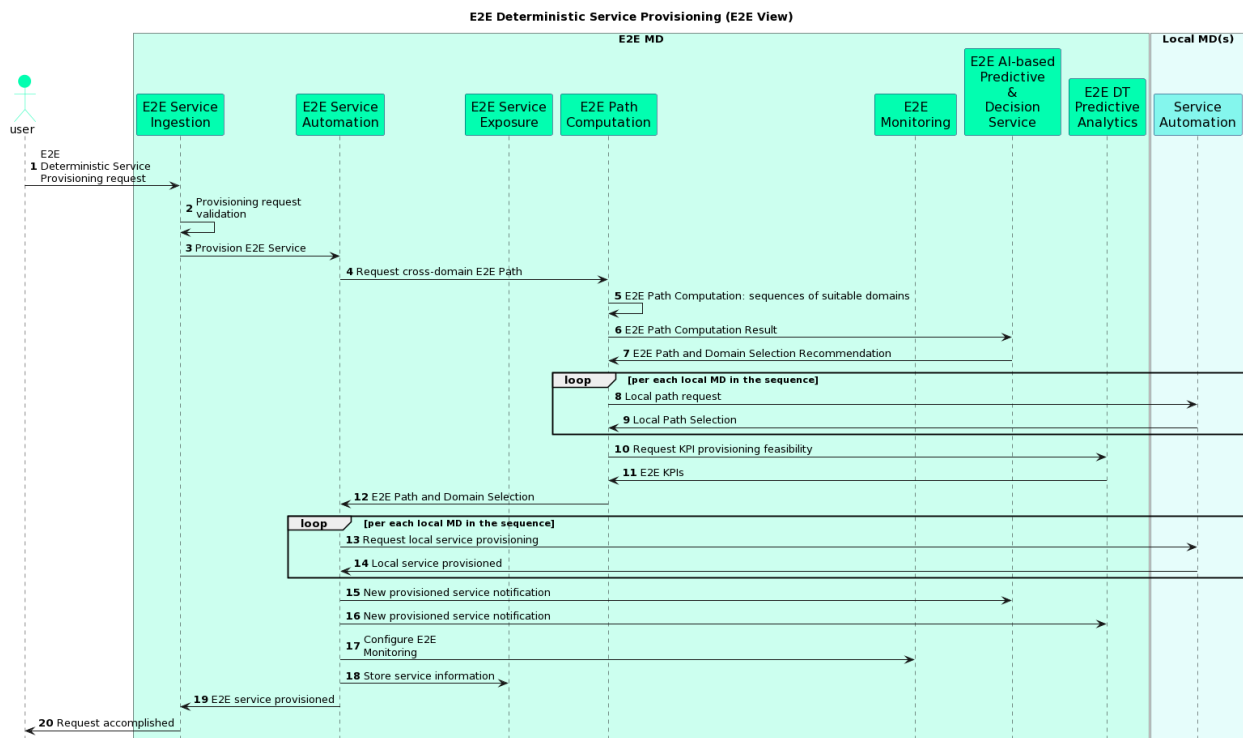 E2E Deterministic Service Provisioning (E2E View)
E2E MD
Local MD(s)
user
E2E Service
Ingestion
E2E Service
Automation
E2E Service
Exposure
E2E Path
Computation
E2E
Monitoring
E2E AI-based
Predictive
&
Decision
Service
E2E DT
Predictive
Analytics
Service
Automation
E2E
1 Deterministic Service
Provisioning request
2 Provisioning request
validation
3 Provision E2E Service
4 Request cross-domain E2E Path
5 E2E Path Computation: sequences of suitable domains
6 E2E Path Computation Result
7 E2E Path and Domain Selection Recommendation
loop [per each local MD in the sequence]
8 Local path request
9 Local Path Selection
10 Request KPI provisioning feasibility
11 E2E KPIs
12 E2E Path and Domain Selection
loop [per each local MD in the sequence]
13 Request local service provisioning
14 Local service provisioned
15 New provisioned service notification
16 New provisioned service notification
17 Configure E2E
Monitoring
18 Store service information
19 E2E service provisioned
20 Request accomplished